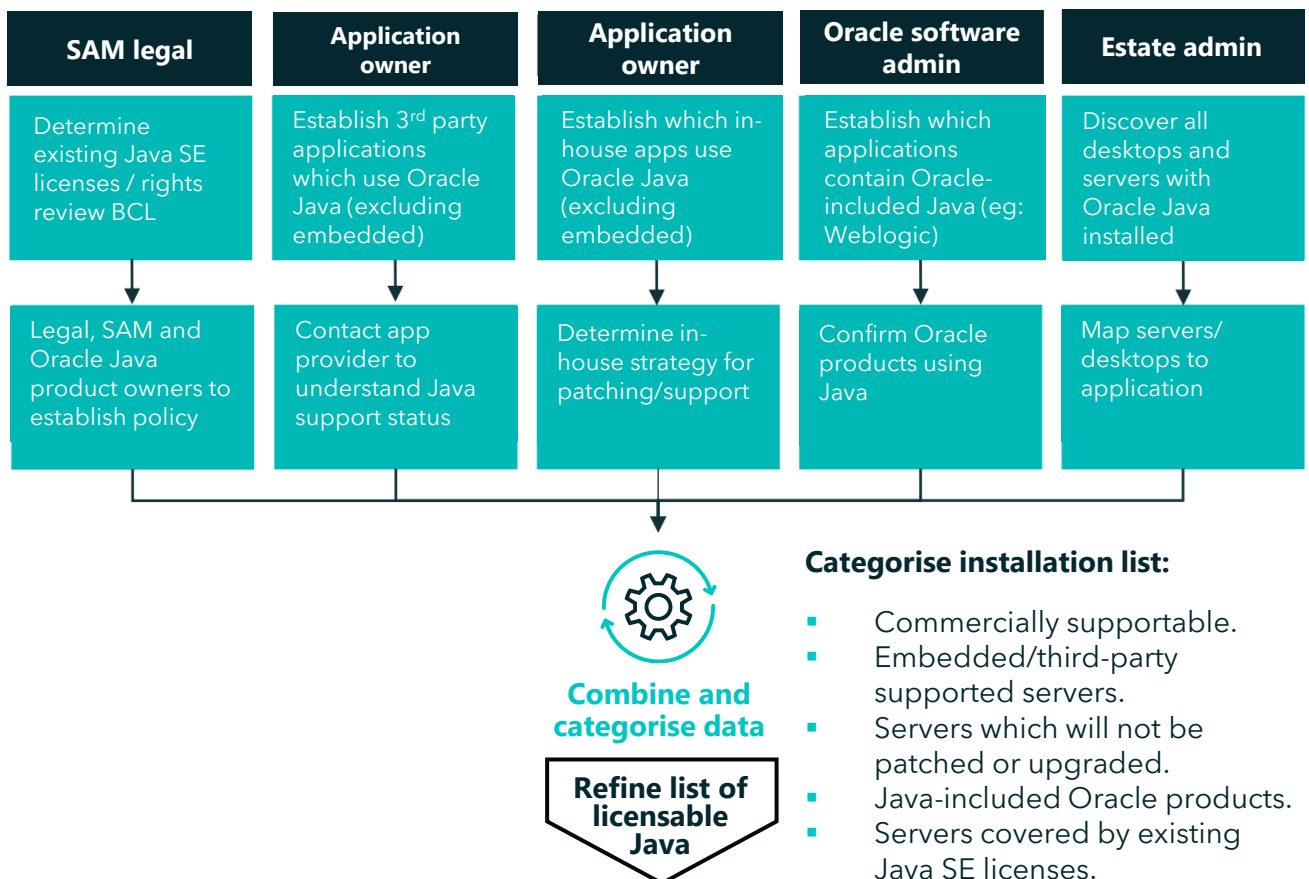 SAM legal
Application
owner
Application
owner
Oracle software
admin
Estate admin
Determine
existing Java SE
licenses / rights
review BCL
Establish 3rd party
applications
which use Oracle
Java (excluding
embedded)
Establish which in-
house apps use
Oracle Java
(excluding
embedded)
Establish which
applications
contain Oracle-
included Java (eg:
Weblogic)
Discover all
desktops and
servers with
Oracle Java
installed
Legal, SAM and
Oracle Java
product owners to
establish policy
Contact app
provider to
understand Java
support status
Determine in-
house strategy for
patching/support
Confirm Oracle
products using
Java
Map servers/
desktops to
application
Combine and
categorise data
Refine list of
licensable
Java
Categorise installation list:
▪ Commercially supportable.
▪ Embedded/third-party
supported servers.
▪ Servers which will not be
patched or upgraded.
▪ Java-included Oracle products.
▪ Servers covered by existing
Java SE licenses.